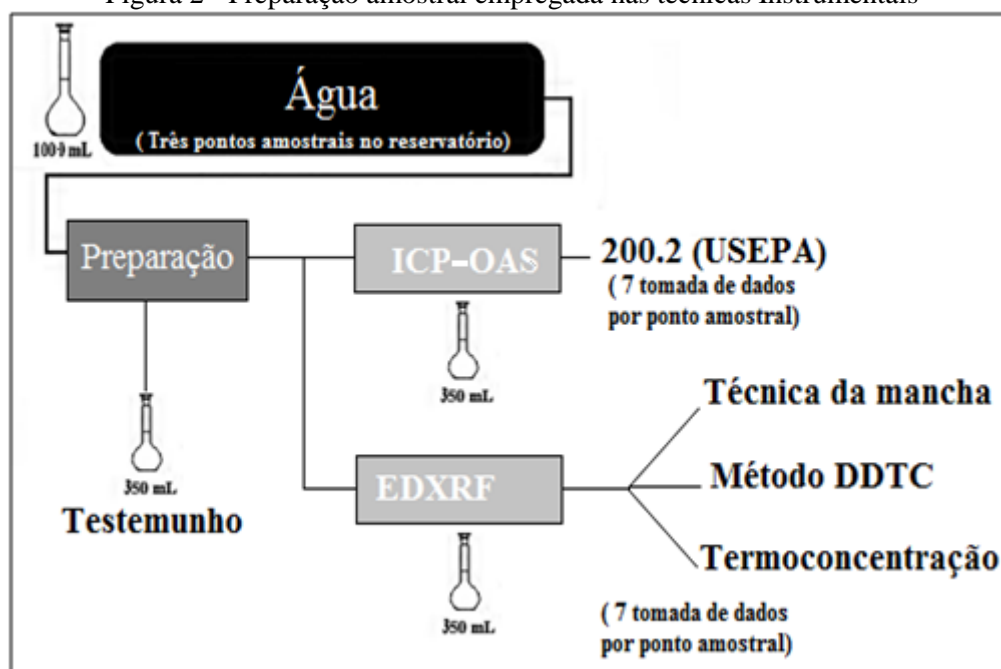 Figura 2 - Preparação amostral empregada nas técnicas Instrumentais
Água
( Três pontos amostrais no reservatório)
mL
Preparação
ICP-OAS
200.2 (USEPA)
( 7 tomada de dados
por ponto amostral)
350 mL
350 mL
Testemunho
Técnica da mancha
EDXRF
Método DDTC
Termoconcentração
350 mL
( 7 tomada de dados
por ponto amostral)